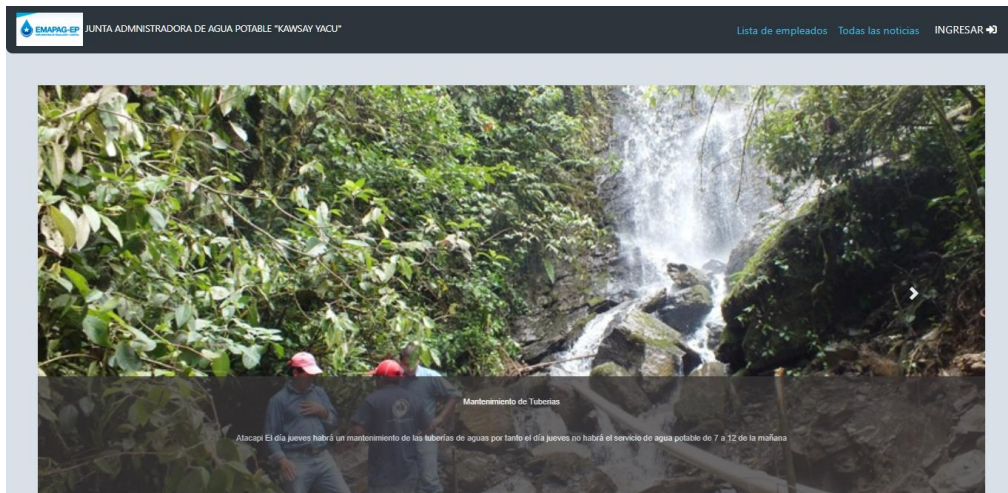 EMAPAG-EP
JUNTA ADMNISTRADORA DE AGUA POTABLE "KAWSAY YACU"
Lista de empleados Todas las noticias INGRESAR
Mantenimiento de Tuberias
Atacapi El día jueves habrá un mantenimiento de las tuberías de aguas por tanto el día jueves no habrá el servicio de agua potable de 7 a 12 de la mañana